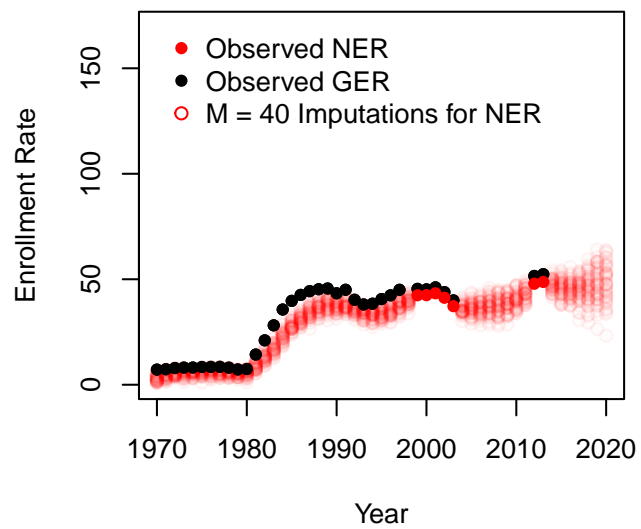 Observed NER
Observed GER
M = 40 Imputations for NER
Enrollment Rate
150
100
50
0
1970 1980 1990 2000 2010 2020
Year